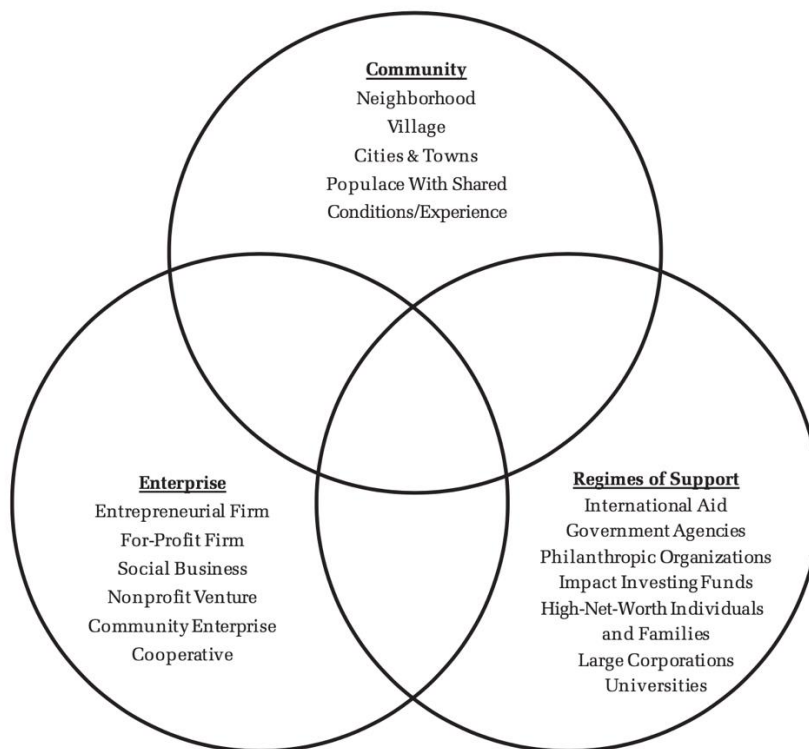 Community
Neighborhood
Village
Cities & Towns
Populace With Shared
Conditions/Experience
Enterprise
Entrepreneurial Firm
For-Profit Firm
Social Business
Nonprofit Venture
Community Enterprise
Cooperative
Regimes of Support
International Aid
Government Agencies
Philanthropic Organizations
Impact Investing Funds
High-Net-Worth Individuals
and Families
Large Corporations
Universities